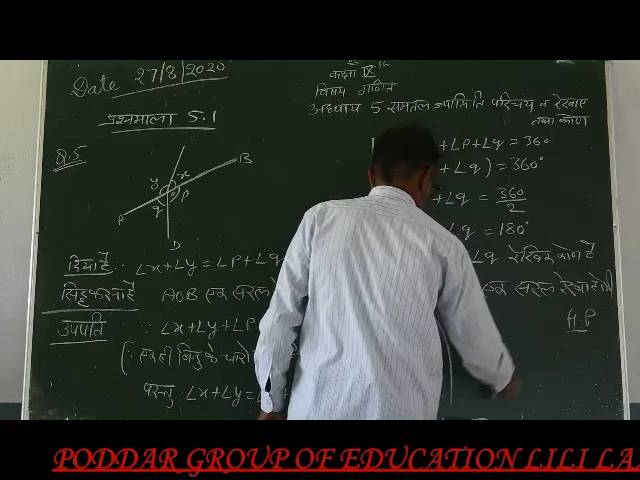 Date 27/8/2020
कक्षा IX th
विषय गणित
अध्याय 5 समतल ज्यामिति परिचय न रेखाए
तथा कोण
प्रश्नमाला 5.1
Q.5
y x B
O P
A q
D
दिया है ∵ ∠x+∠y = ∠P+∠q
सिद्ध करना है AOB एक सरल रे
उपपति ∵ ∠x+∠y+∠P
(∵ एक ही बिन्दु के चारो
परन्तु ∠x+∠y=∠
+∠P+∠q = 360°
+∠q) = 360°
+∠q = 360/2
∠q = 180°
∠q रेखिक कोण है
एक सरल रेखा होगी
H.P
PODDAR GROUP OF EDUCATION LILI LA